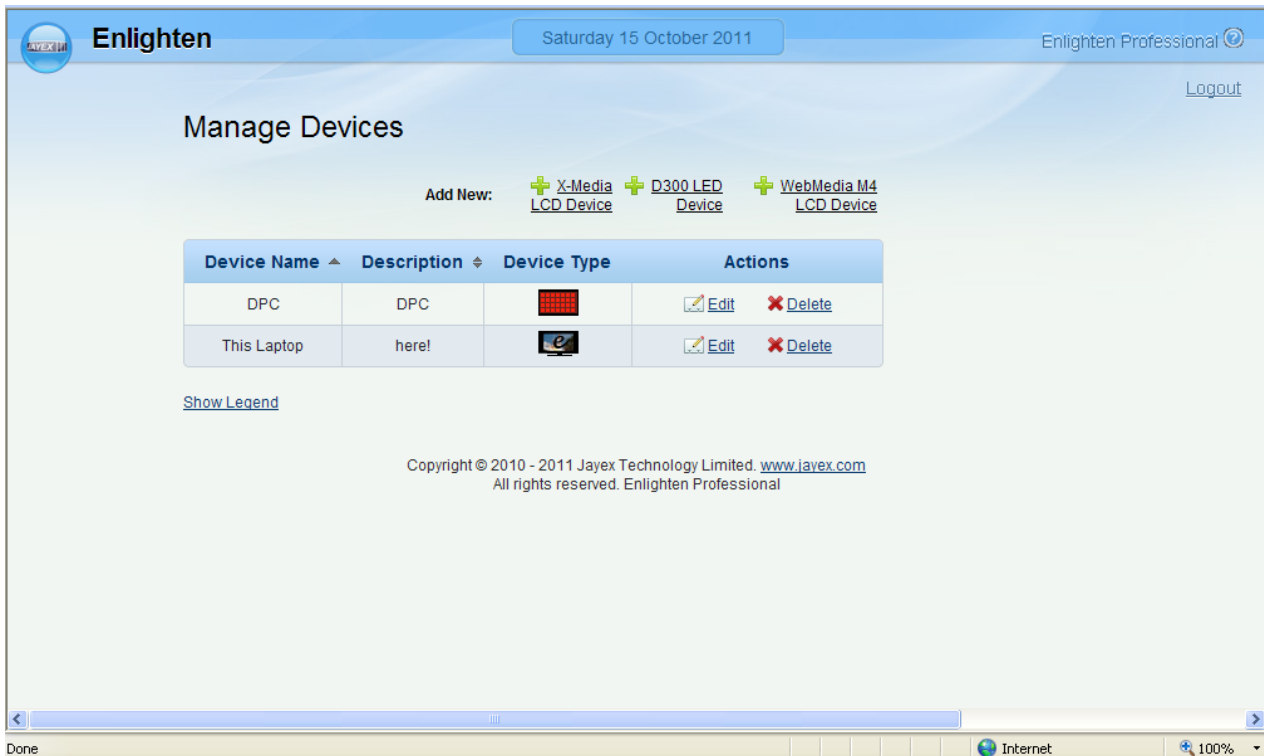 JAYEX
Enlighten
Saturday 15 October 2011
Enlighten Professional
Logout
Manage Devices
Add New:
X-Media LCD Device
D300 LED Device
WebMedia M4 LCD Device
Device Name Description Device Type Actions
DPC DPC Edit Delete
This Laptop here! e Edit Delete
Show Legend
Copyright © 2010 - 2011 Jayex Technology Limited. www.jayex.com
All rights reserved. Enlighten Professional
Done Internet 100%